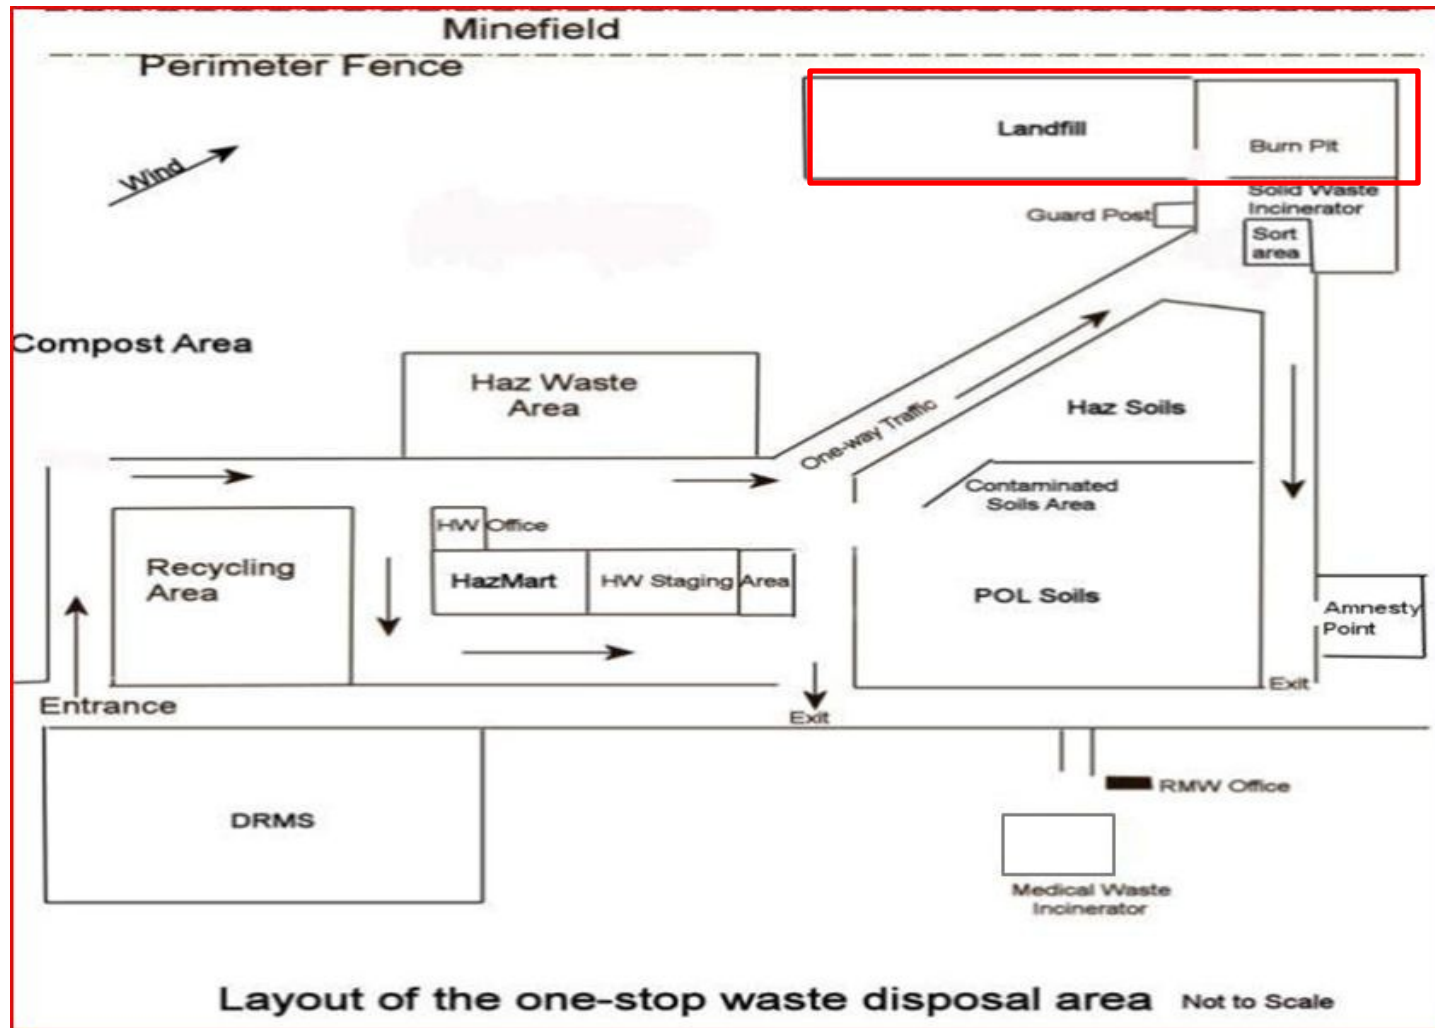 Minefield
Perimeter Fence
Wind
Landfill
Burn Pit
Guard Post
Solid Waste
Incinerator
Sort
area
Compost Area
Haz Waste
Area
One-way Traffic
Haz Soils
Contaminated
Soils Area
HW Office
Recycling
Area
HazMart
HW Staging Area
POL Soils
Amnesty
Point
Entrance
Exit
Exit
DRMS
RMW Office
Medical Waste
Incinerator
Layout of the one-stop waste disposal area Not to Scale